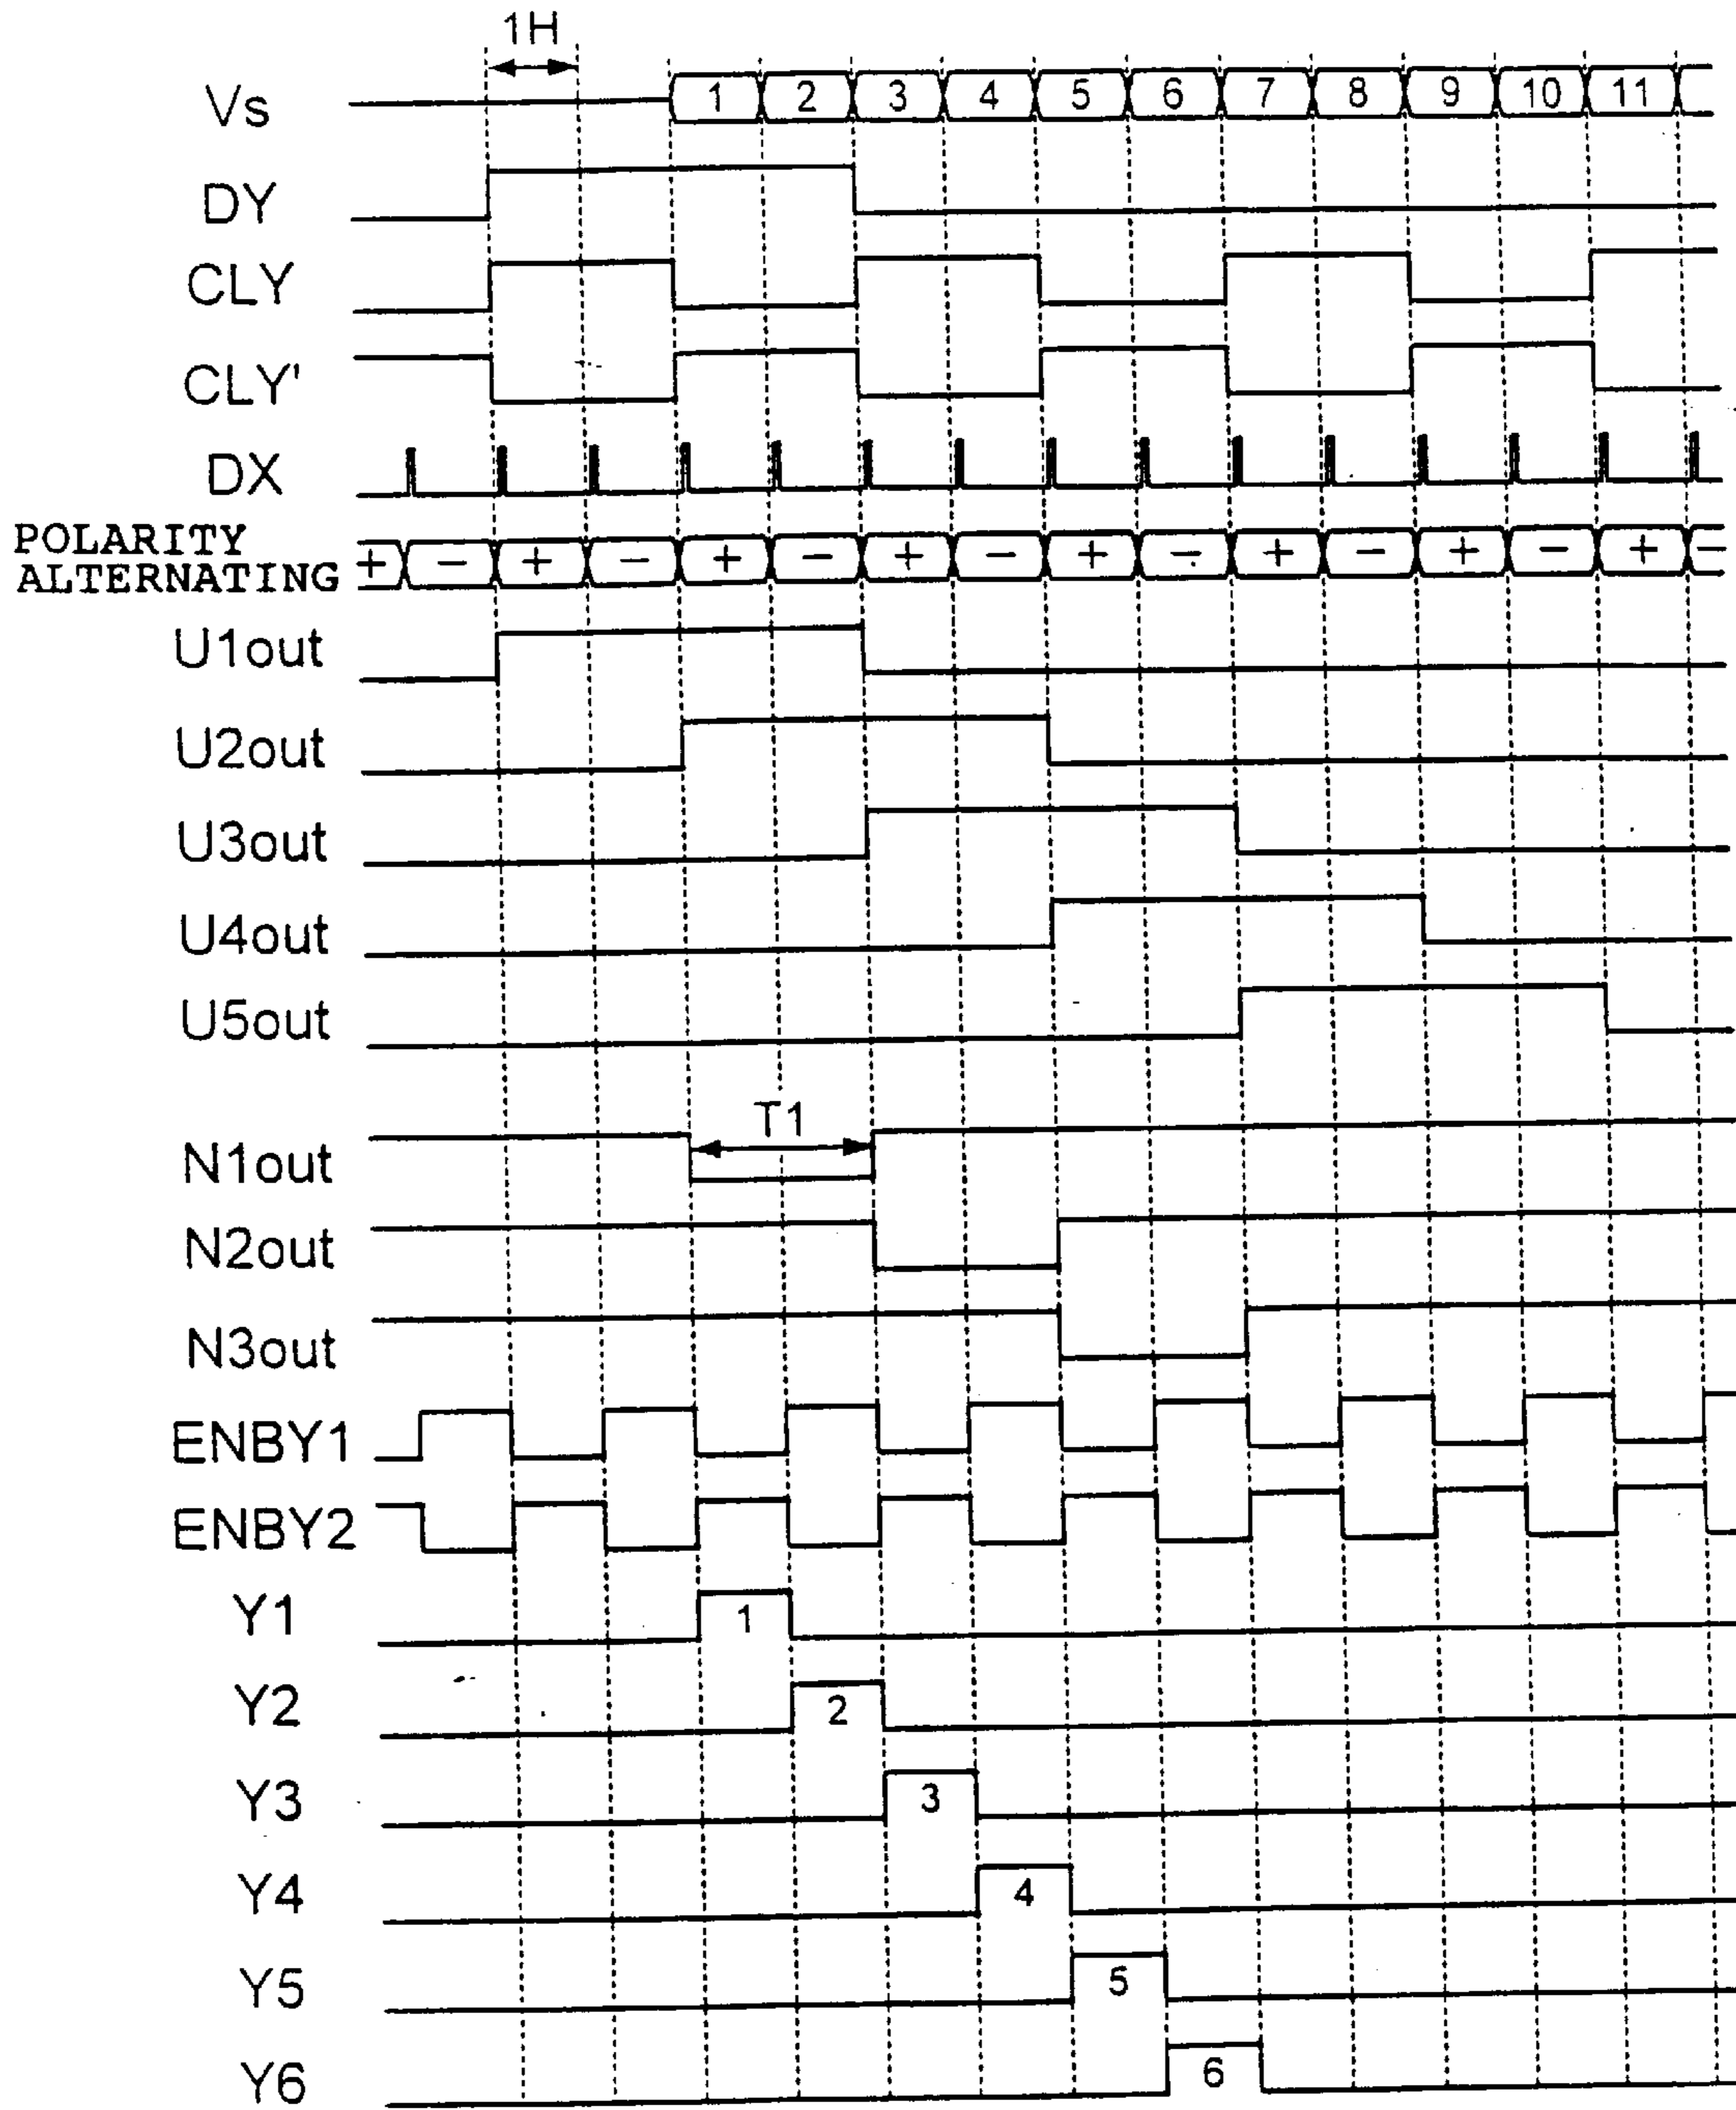 1H
Vs 1 2 3 4 5 6 7 8 9 10 11
DY
CLY
CLY'
DX
POLARITY
ALTERNATING + - + - + - + - + - + - + - + -
U1out
U2out
U3out
U4out
U5out
T1
N1out
N2out
N3out
ENBY1
ENBY2
Y1 1
Y2 2
Y3 3
Y4 4
Y5 5
Y6 6